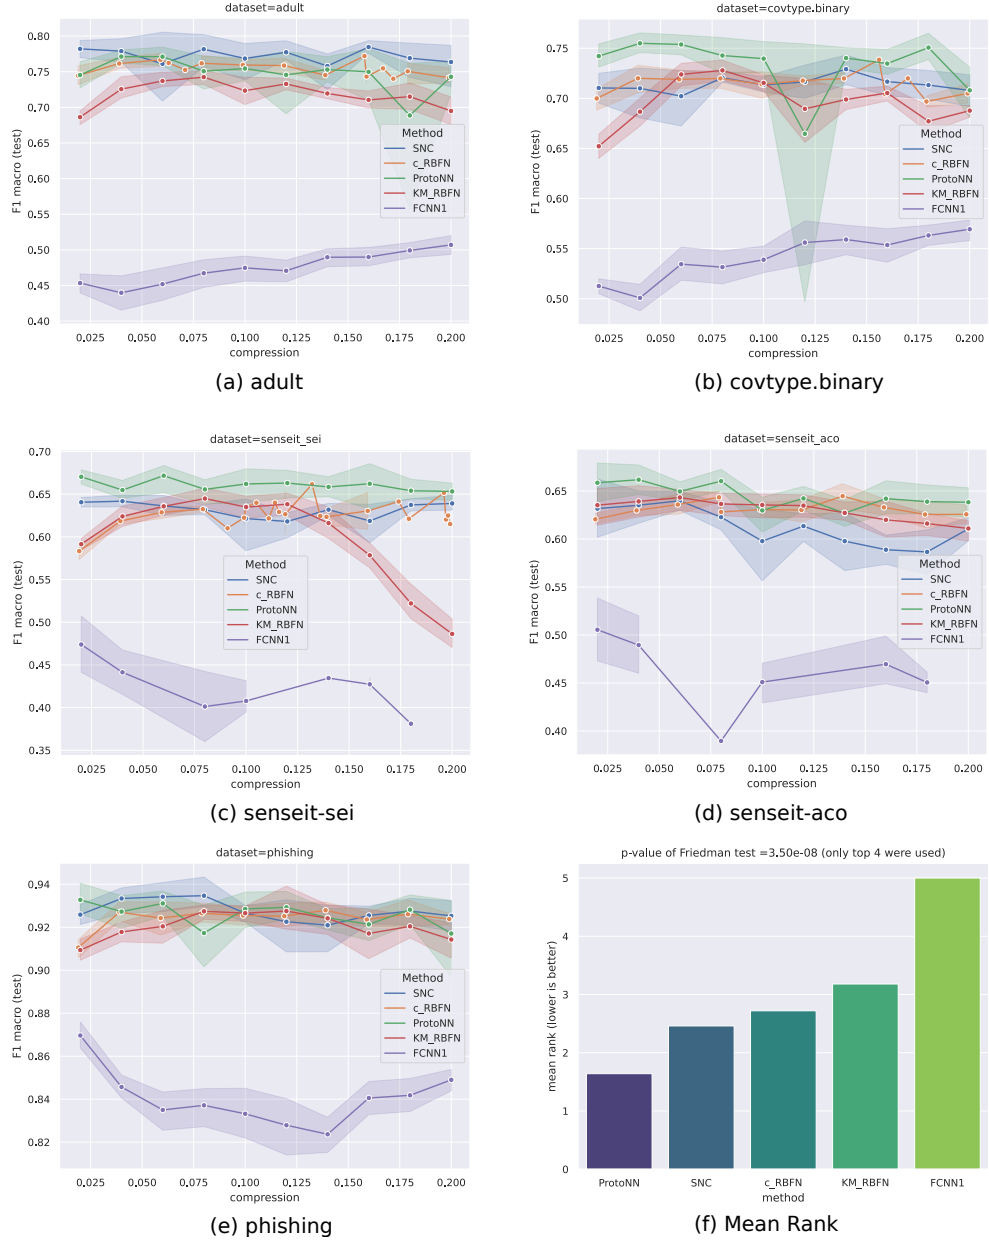 dataset=adult
0.80
0.75
0.70
0.65
0.60
0.55
0.50
0.45
0.40
F1 macro (test)
Method
SNC
c_RBFN
ProtoNN
KM_RBFN
FCNN1
0.025 0.050 0.075 0.100 0.125 0.150 0.175 0.200
compression
(a) adult
dataset=covtype.binary
0.75
0.70
0.65
0.60
0.55
0.50
F1 macro (test)
Method
SNC
c_RBFN
ProtoNN
KM_RBFN
FCNN1
0.025 0.050 0.075 0.100 0.125 0.150 0.175 0.200
compression
(b) covtype.binary
dataset=senseit_sei
0.70
0.65
0.60
0.55
0.50
0.45
0.40
0.35
F1 macro (test)
Method
SNC
c_RBFN
ProtoNN
KM_RBFN
FCNN1
0.025 0.050 0.075 0.100 0.125 0.150 0.175 0.200
compression
(c) senseit-sei
dataset=senseit_aco
0.65
0.60
0.55
0.50
0.45
0.40
F1 macro (test)
Method
SNC
c_RBFN
ProtoNN
KM_RBFN
FCNN1
0.025 0.050 0.075 0.100 0.125 0.150 0.175 0.200
compression
(d) senseit-aco
dataset=phishing
0.94
0.92
0.90
0.88
0.86
0.84
0.82
F1 macro (test)
Method
SNC
c_RBFN
ProtoNN
KM_RBFN
FCNN1
0.025 0.050 0.075 0.100 0.125 0.150 0.175 0.200
compression
(e) phishing
p-value of Friedman test =3.50e-08 (only top 4 were used)
5
4
3
2
1
0
mean rank (lower is better)
ProtoNN SNC c_RBFN KM_RBFN FCNN1
method
(f) Mean Rank